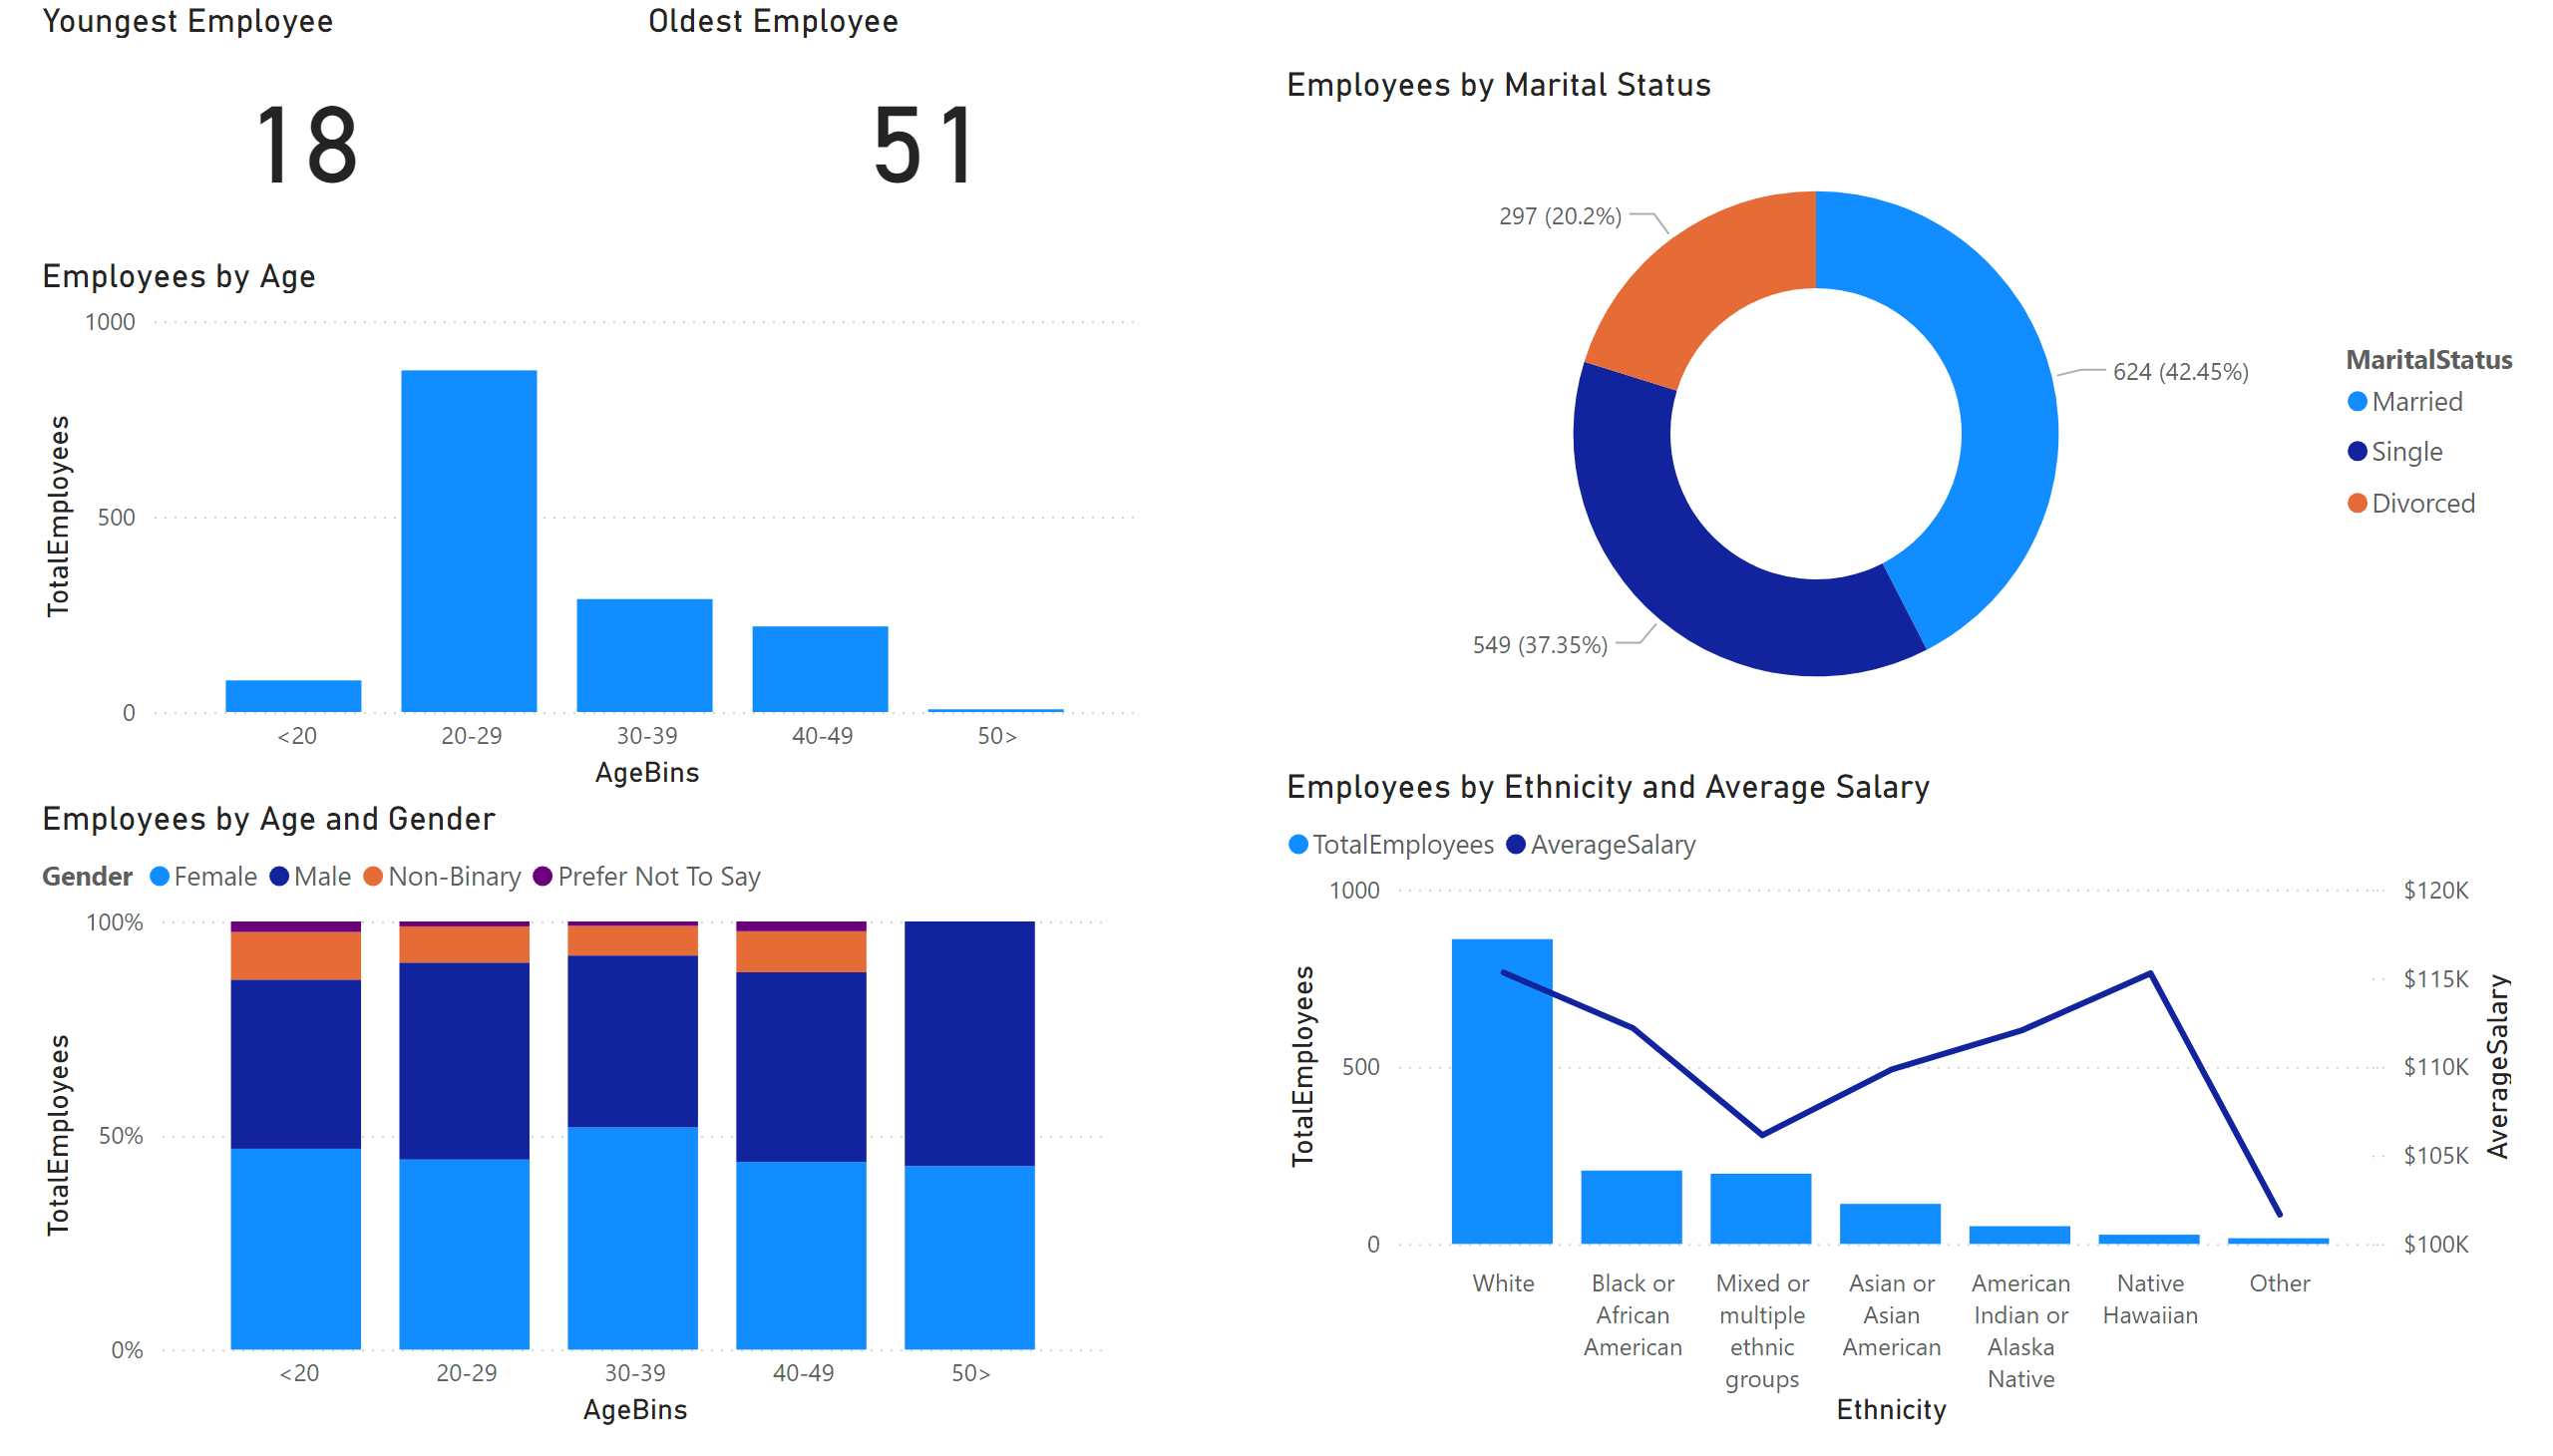 Youngest Employee
18
Oldest Employee
51
Employees by Age
TotalEmployees
1000
500
0
<20
20-29
30-39
40-49
50>
AgeBins
Employees by Age and Gender
Gender Female Male Non-Binary Prefer Not To Say
TotalEmployees
100%
50%
0%
<20
20-29
30-39
40-49
50>
AgeBins
Employees by Marital Status
297 (20.2%)
624 (42.45%)
549 (37.35%)
MaritalStatus
Married
Single
Divorced
Employees by Ethnicity and Average Salary
TotalEmployees AverageSalary
TotalEmployees
1000
500
0
$120K
$115K
$110K
$105K
$100K
AverageSalary
White
Black or
African
American
Mixed or
multiple
ethnic
groups
Asian or
Asian
American
American
Indian or
Alaska
Native
Native
Hawaiian
Other
Ethnicity